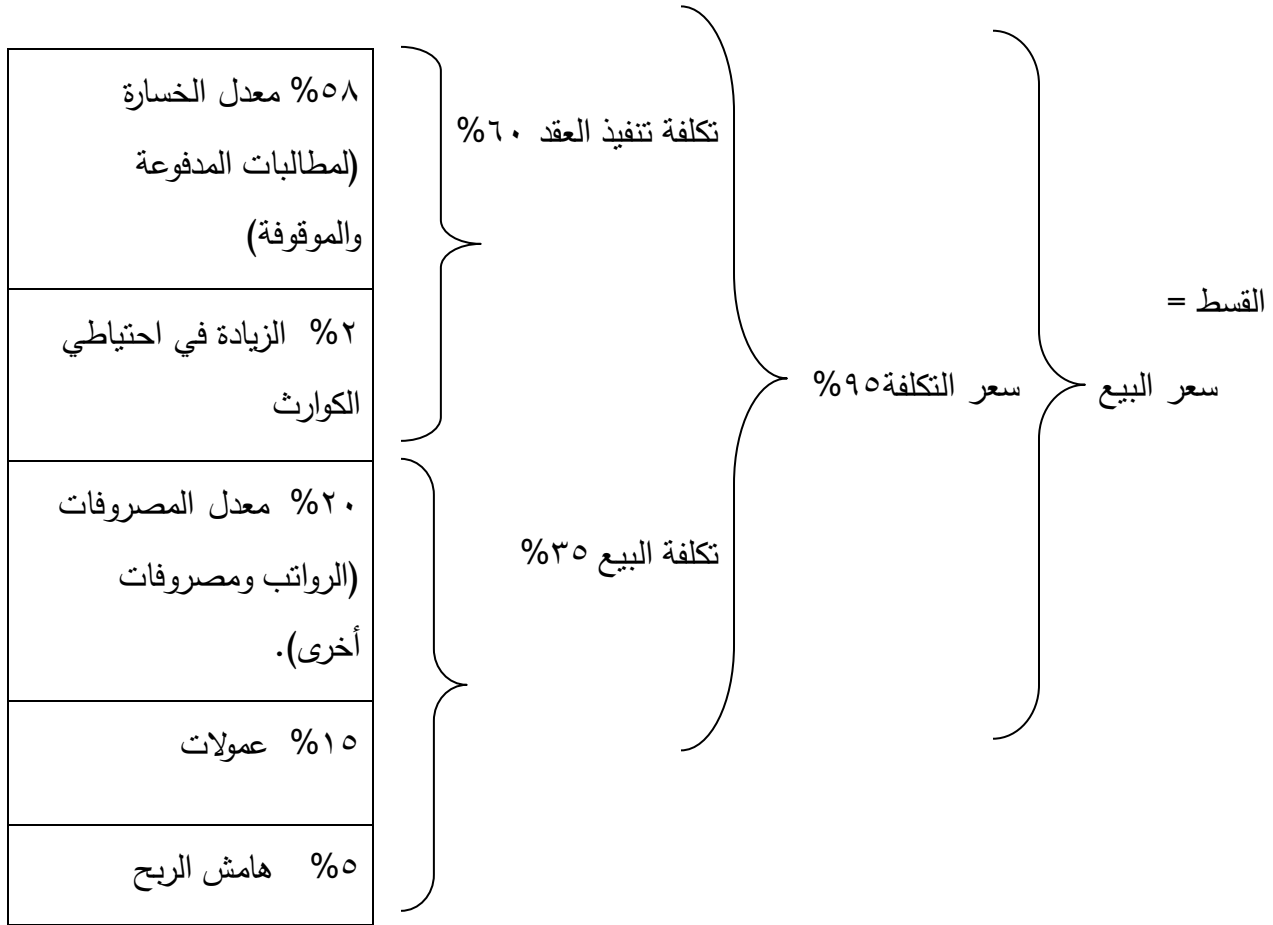 القسط =
سعر البيع
سعر التكلفة٩٥%
تكلفة تنفيذ العقد ٦٠%
تكلفة البيع ٣٥%
٥٨% معدل الخسارة
(لمطالبات المدفوعة
والموقوفة)
٢% الزيادة في احتياطي
الكوارث
٢٠% معدل المصروفات
(الرواتب ومصروفات
أخرى).
١٥% عمولات
٥% هامش الربح